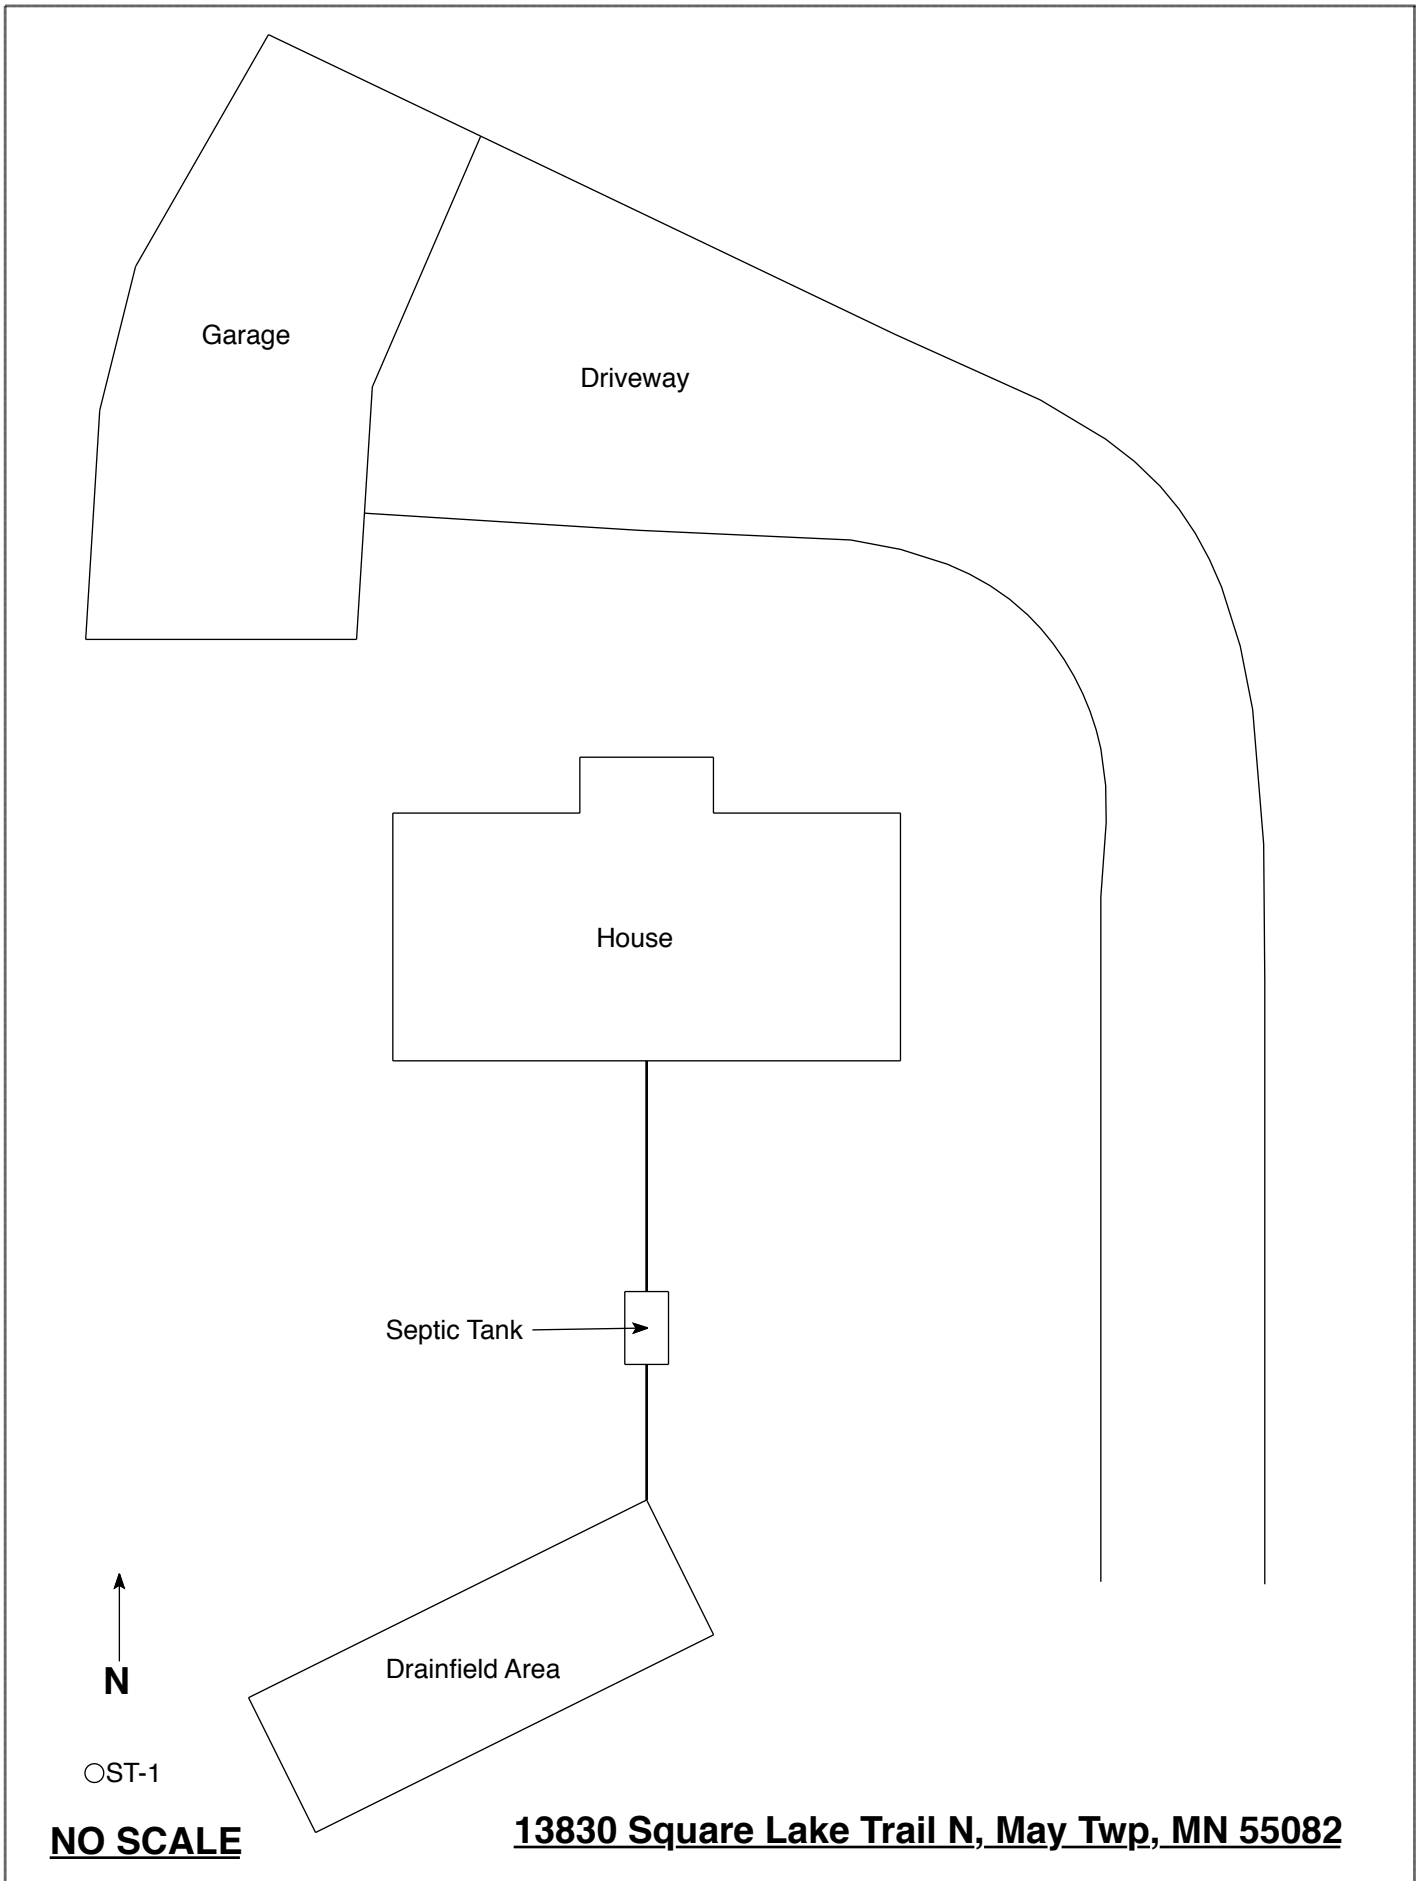 Garage
Driveway
House
Septic Tank
Drainfield Area
N
ST-1
NO SCALE
13830 Square Lake Trail N, May Twp, MN 55082